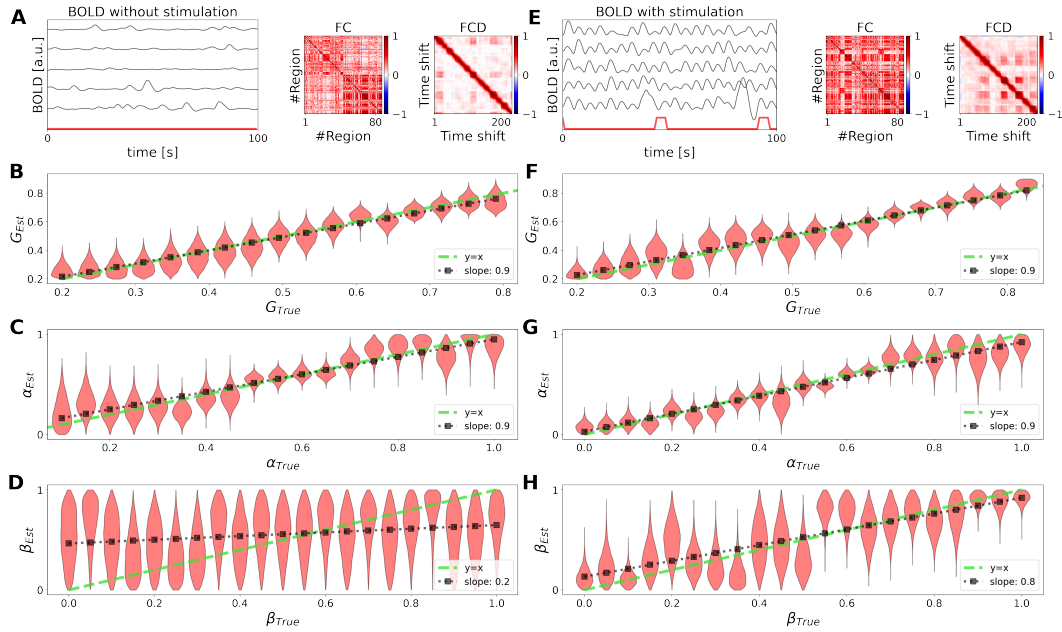 A
BOLD without stimulation
BOLD [a.u.]
0
100
time [s]
FC
#Region
1
80
#Region
1
0
−1
FCD
Time shift
1
200
Time shift
1
0
−1
E
BOLD with stimulation
BOLD [a.u.]
0
100
time [s]
FC
#Region
1
80
#Region
1
0
−1
FCD
Time shift
1
200
Time shift
1
0
−1
B
G_Est
0.8
0.6
0.4
0.2
0.2 0.3 0.4 0.5 0.6 0.7 0.8
G_True
y=x
slope: 0.9
F
G_Est
0.8
0.6
0.4
0.2
0.2 0.3 0.4 0.5 0.6 0.7 0.8
G_True
y=x
slope: 0.9
C
α_Est
1
0
0.2 0.4 0.6 0.8 1.0
α_True
y=x
slope: 0.9
G
α_Est
1
0
0.0 0.2 0.4 0.6 0.8 1.0
α_True
y=x
slope: 0.9
D
β_Est
1
0
0.0 0.2 0.4 0.6 0.8 1.0
β_True
y=x
slope: 0.2
H
β_Est
1
0
0.0 0.2 0.4 0.6 0.8 1.0
β_True
y=x
slope: 0.8